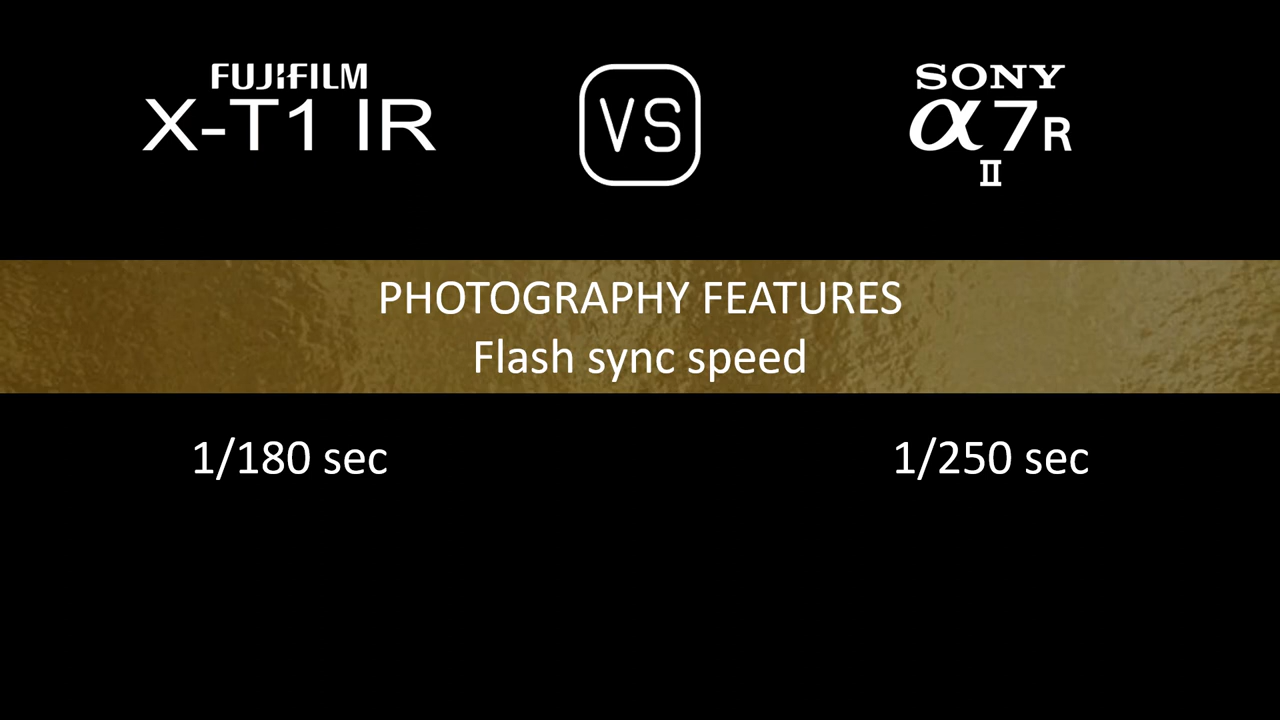 FUJIFILM
X-T1 IR
VS
SONY
α7R
II
PHOTOGRAPHY FEATURES
Flash sync speed
1/180 sec
1/250 sec